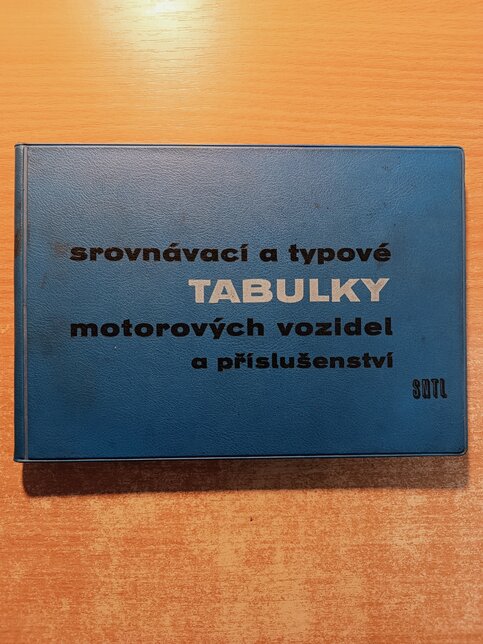 srovnávací a typové
TABULKY
motorových vozidel
a příslušenství
SNTL